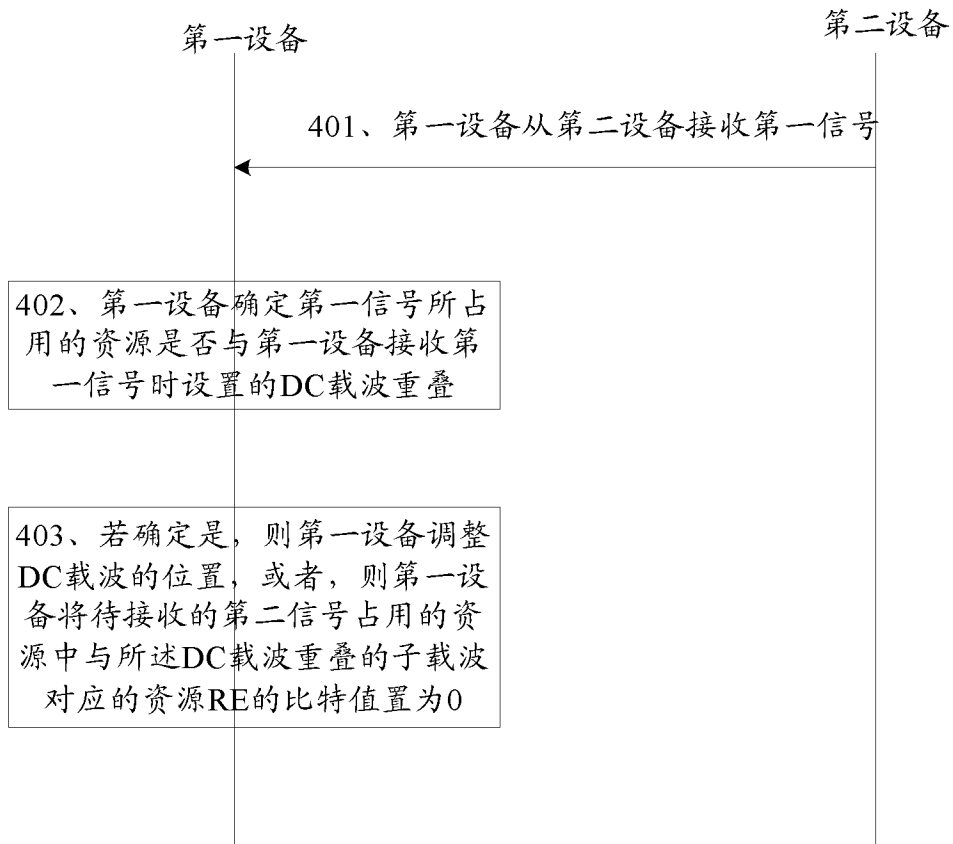 第一设备
第二设备
401、第一设备从第二设备接收第一信号
402、第一设备确定第一信号所占
用的资源是否与第一设备接收第
一信号时设置的DC载波重叠
403、若确定是，则第一设备调整
DC载波的位置，或者，则第一设
备将待接收的第二信号占用的资
源中与所述DC载波重叠的子载波
对应的资源RE的比特值置为0